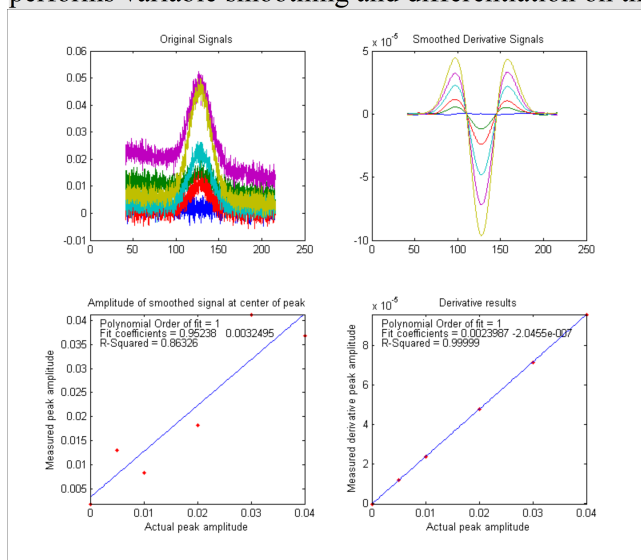 performs variable smoothing and differentiation on th
Original Signals
0.06
0.05
0.04
0.03
0.02
0.01
0
-0.01
0 50 100 150 200 250
Smoothed Derivative Signals
x 10^-5
5
0
-5
-10
0 50 100 150 200 250
Amplitude of smoothed signal at center of peak
Polynomial Order of fit = 1
Fit coefficients = 0.95238 0.0032495
R-Squared = 0.86326
Measured peak amplitude
0.04
0.035
0.03
0.025
0.02
0.015
0.01
0.005
0 0.01 0.02 0.03 0.04
Actual peak amplitude
Derivative results
x 10^-5
Polynomial Order of fit = 1
Fit coefficients = 0.0023987 -2.0455e-007
R-Squared = 0.99999
Measured derivative peak amplitude
8
6
4
2
0
0 0.01 0.02 0.03 0.04
Actual peak amplitude